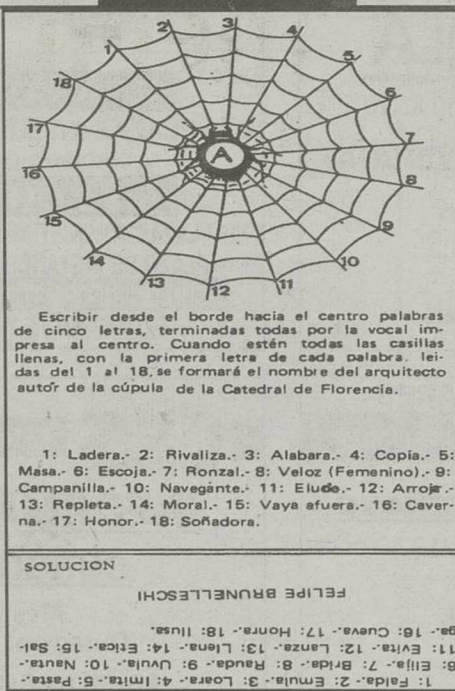 1
2
3
4
5
6
7
8
9
10
11
12
13
14
15
16
17
18
A
Escribir desde el borde hacia el centro palabras
de cinco letras, terminadas todas por la vocal im-
presa al centro. Cuando estén todas las casillas
llenas, con la primera letra de cada palabra. lei-
das del 1 al 18, se formará el nombre del arquitecto
autor de la cúpula de la Catedral de Florencia.
1: Ladera.- 2: Rivaliza.- 3: Alabara.- 4: Copia.- 5:
Masa.- 6: Escoja.- 7: Ronzal.- 8: Veloz (Femenino).- 9:
Campanilla.- 10: Navegante.- 11: Elude.- 12: Arroja.-
13: Repleta.- 14: Moral.- 15: Vaya afuera.- 16: Caver-
na.- 17: Honor.- 18: Soñadora.
SOLUCION
1: Falda.- 2: Emula.- 3: Loara.- 4: Imita.- 5: Pasta.-
6: Elija.- 7: Brida.- 8: Rauda.- 9: Uvula.- 10: Nauta.-
11: Evita.- 12: Lanza.- 13: Llena.- 14: Etica.- 15: Sal-
ga.- 16: Cueva.- 17: Honra.- 18: Ilusa.
FELIPE BRUNELLESCHI